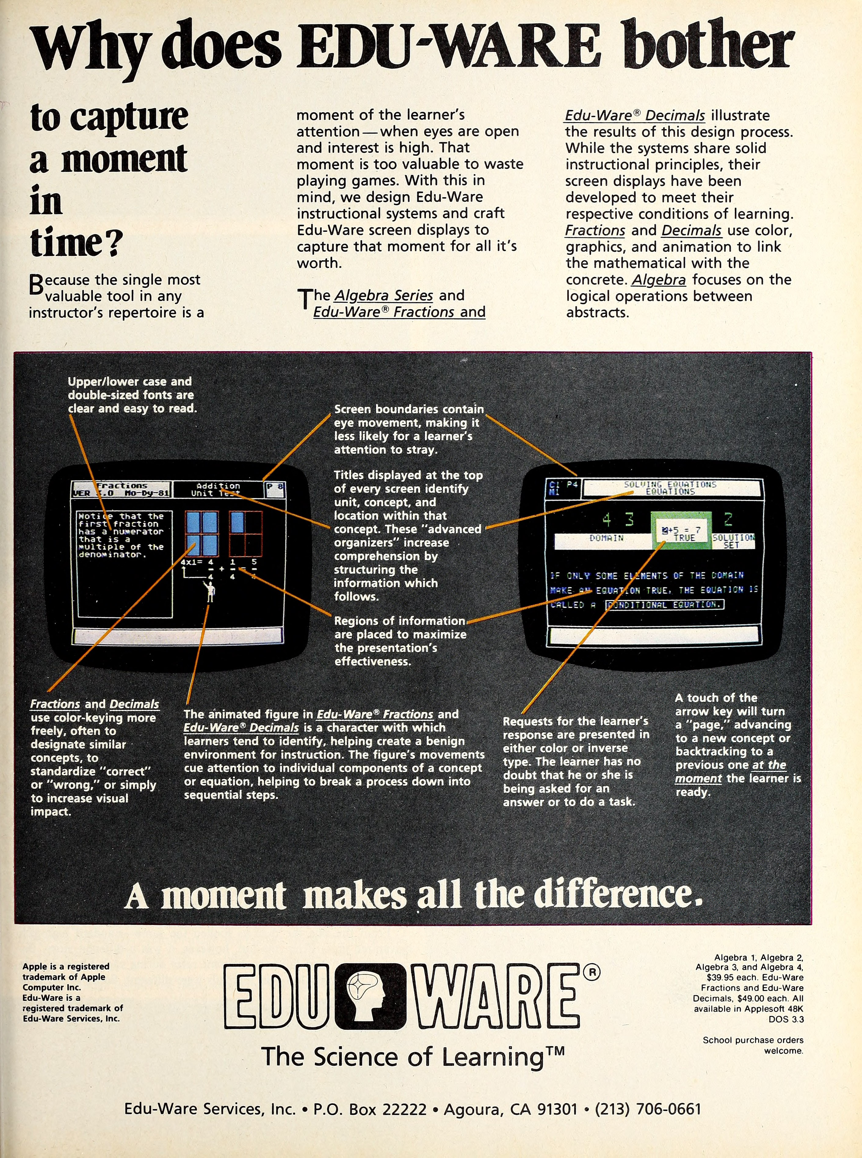 Why does EDU-WARE bother
to capture
a moment
in
time?
Because the single most
valuable tool in any
instructor's repertoire is a
moment of the learner's
attention — when eyes are open
and interest is high. That
moment is too valuable to waste
playing games. With this in
mind, we design Edu-Ware
instructional systems and craft
Edu-Ware screen displays to
capture that moment for all it's
worth.
The Algebra Series and
Edu-Ware® Fractions and
Edu-Ware® Decimals illustrate
the results of this design process.
While the systems share solid
instructional principles, their
screen displays have been
developed to meet their
respective conditions of learning.
Fractions and Decimals use color,
graphics, and animation to link
the mathematical with the
concrete. Algebra focuses on the
logical operations between
abstracts.
Upper/lower case and
double-sized fonts are
clear and easy to read.
Screen boundaries contain
eye movement, making it
less likely for a learner's
attention to stray.
Titles displayed at the top
of every screen identify
unit, concept, and
location within that
concept. These "advanced
organizers" increase
comprehension by
structuring the
information which
follows.
Regions of information
are placed to maximize
the presentation's
effectiveness.
Fractions
VER .0 Mo-Dy-81
Addition
Unit Test
P 8
Notice that the
first fraction
has a numerator
that is a
multiple of the
denominator.
4x1= 4 1 5
+ =
4 4 4
C1 P4
M1
SOLVING EQUATIONS
EQUATIONS
4 3
+5 = 7
TRUE
2
DOMAIN
SOLUTION
SET
IF ONLY SOME ELEMENTS OF THE DOMAIN
MAKE AN EQUATION TRUE, THE EQUATION IS
CALLED A CONDITIONAL EQUATION.
Fractions and Decimals
use color-keying more
freely, often to
designate similar
concepts, to
standardize "correct"
or "wrong," or simply
to increase visual
impact.
The animated figure in Edu-Ware® Fractions and
Edu-Ware® Decimals is a character with which
learners tend to identify, helping create a benign
environment for instruction. The figure's movements
cue attention to individual components of a concept
or equation, helping to break a process down into
sequential steps.
Requests for the learner's
response are presented in
either color or inverse
type. The learner has no
doubt that he or she is
being asked for an
answer or to do a task.
A touch of the
arrow key will turn
a "page," advancing
to a new concept or
backtracking to a
previous one at the
moment the learner is
ready.
A moment makes all the difference.
Apple is a registered
trademark of Apple
Computer Inc.
Edu-Ware is a
registered trademark of
Edu-Ware Services, Inc.
EDU WARE®
The Science of Learning™
Algebra 1, Algebra 2,
Algebra 3, and Algebra 4,
$39.95 each. Edu-Ware
Fractions and Edu-Ware
Decimals, $49.00 each. All
available in Applesoft 48K
DOS 3.3
School purchase orders
welcome.
Edu-Ware Services, Inc. • P.O. Box 22222 • Agoura, CA 91301 • (213) 706-0661